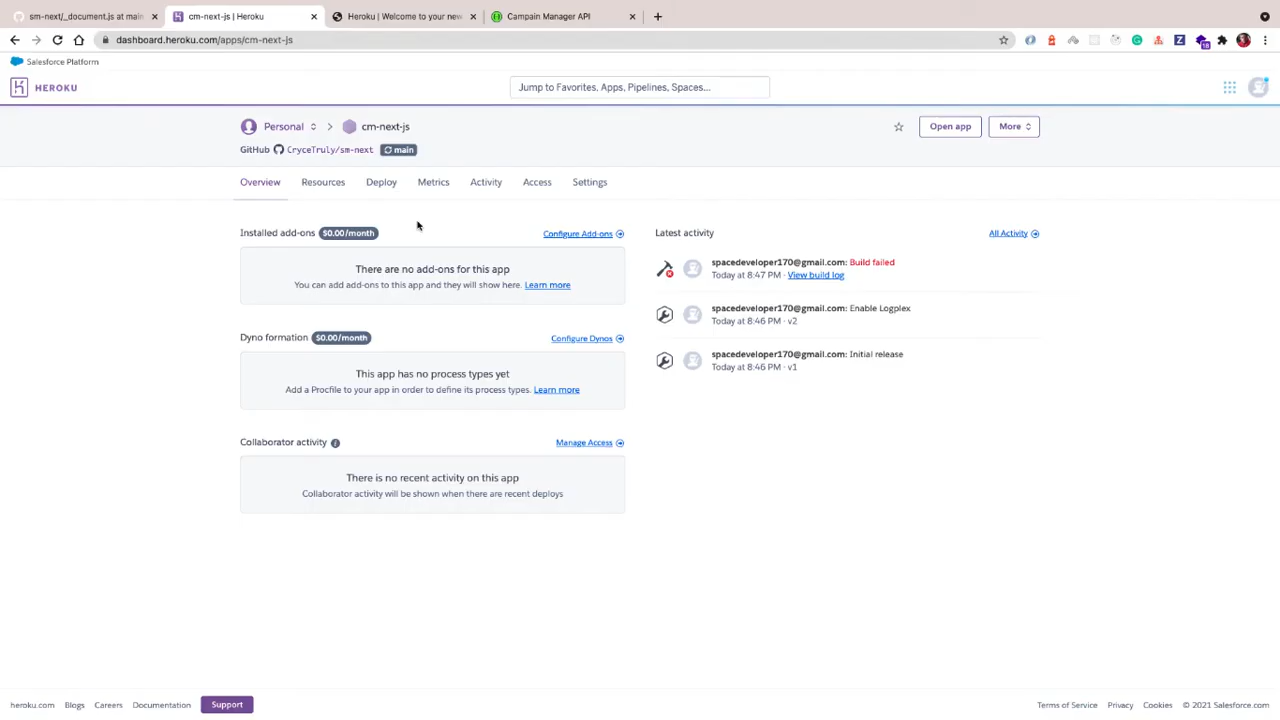 sm-next/_document.js at main
cm-next-js | Heroku
Heroku | Welcome to your new
Campain Manager API
dashboard.heroku.com/apps/cm-next-js
Salesforce Platform
HEROKU
Jump to Favorites, Apps, Pipelines, Spaces...
Personal
cm-next-js
Open app
More
GitHub
CryceTruly/sm-next
main
Overview
Resources
Deploy
Metrics
Activity
Access
Settings
Installed add-ons $0.00/month
Configure Add-ons
There are no add-ons for this app
You can add add-ons to this app and they will show here. Learn more
Dyno formation $0.00/month
Configure Dynos
This app has no process types yet
Add a Procfile to your app in order to define its process types. Learn more
Collaborator activity
Manage Access
There is no recent activity on this app
Collaborator activity will be shown when there are recent deploys
Latest activity
All Activity
spacedeveloper170@gmail.com: Build failed
Today at 8:47 PM · View build log
spacedeveloper170@gmail.com: Enable Logplex
Today at 8:46 PM · v2
spacedeveloper170@gmail.com: Initial release
Today at 8:46 PM · v1
heroku.com
Blogs
Careers
Documentation
Support
Terms of Service
Privacy
Cookies
© 2021 Salesforce.com